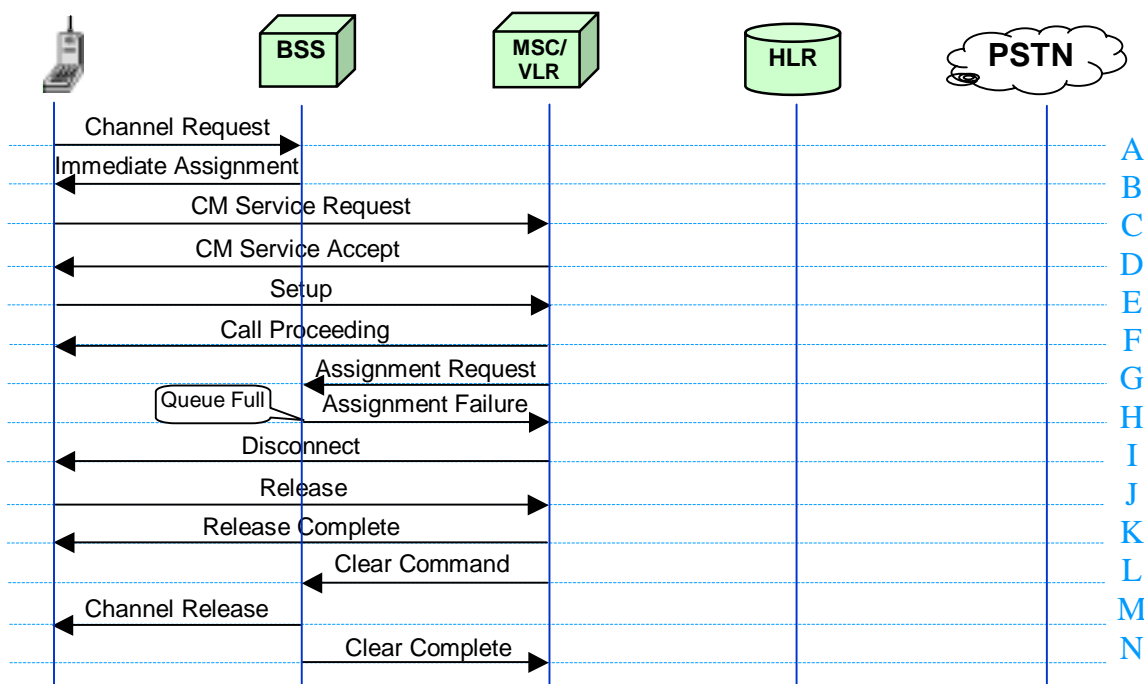 BSS
MSC/
VLR
HLR
PSTN
Channel Request
A
Immediate Assignment
B
CM Service Request
C
CM Service Accept
D
Setup
E
Call Proceeding
F
Assignment Request
G
Queue Full
Assignment Failure
H
Disconnect
I
Release
J
Release Complete
K
Clear Command
L
Channel Release
M
Clear Complete
N